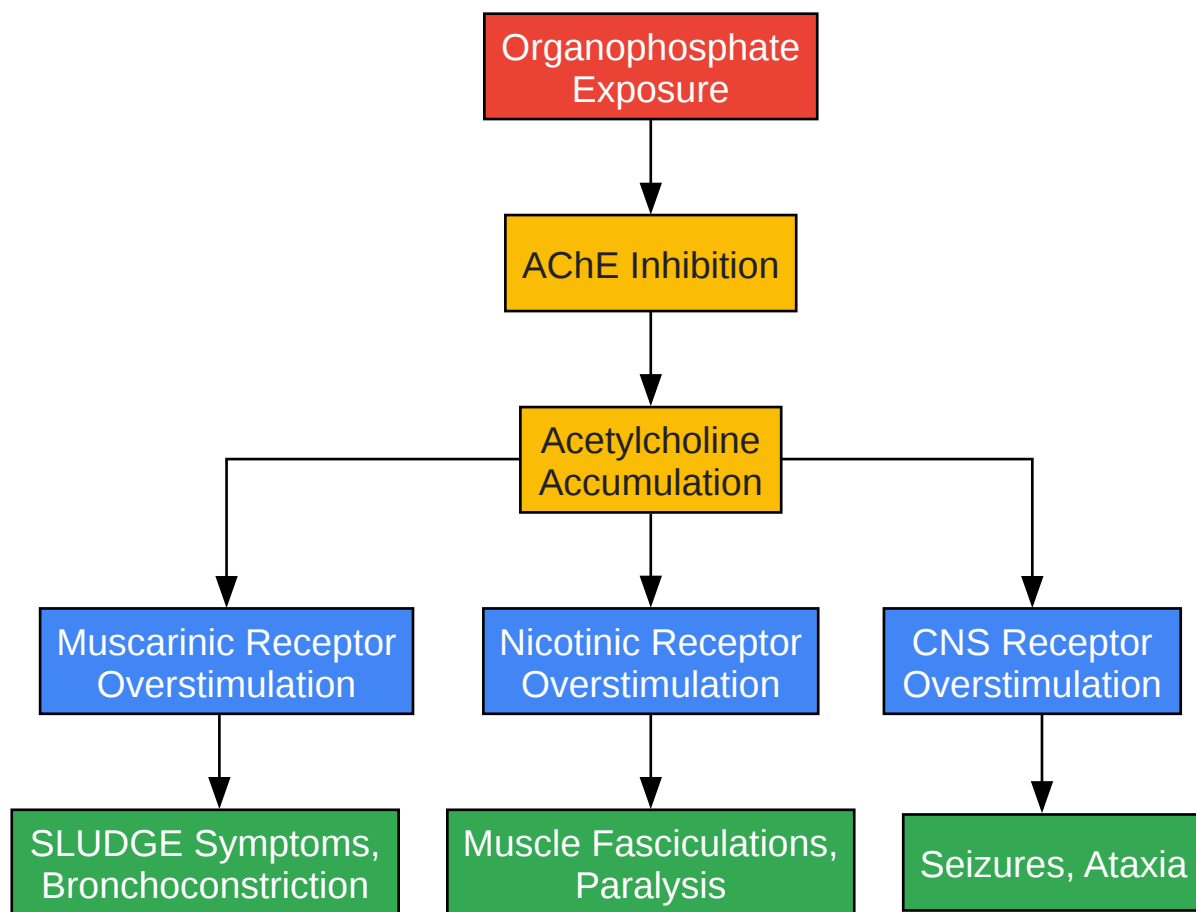 Organophosphate
Exposure
AChE Inhibition
Acetylcholine
Accumulation
Muscarinic Receptor
Overstimulation
Nicotinic Receptor
Overstimulation
CNS Receptor
Overstimulation
SLUDGE Symptoms,
Bronchoconstriction
Muscle Fasciculations,
Paralysis
Seizures, Ataxia